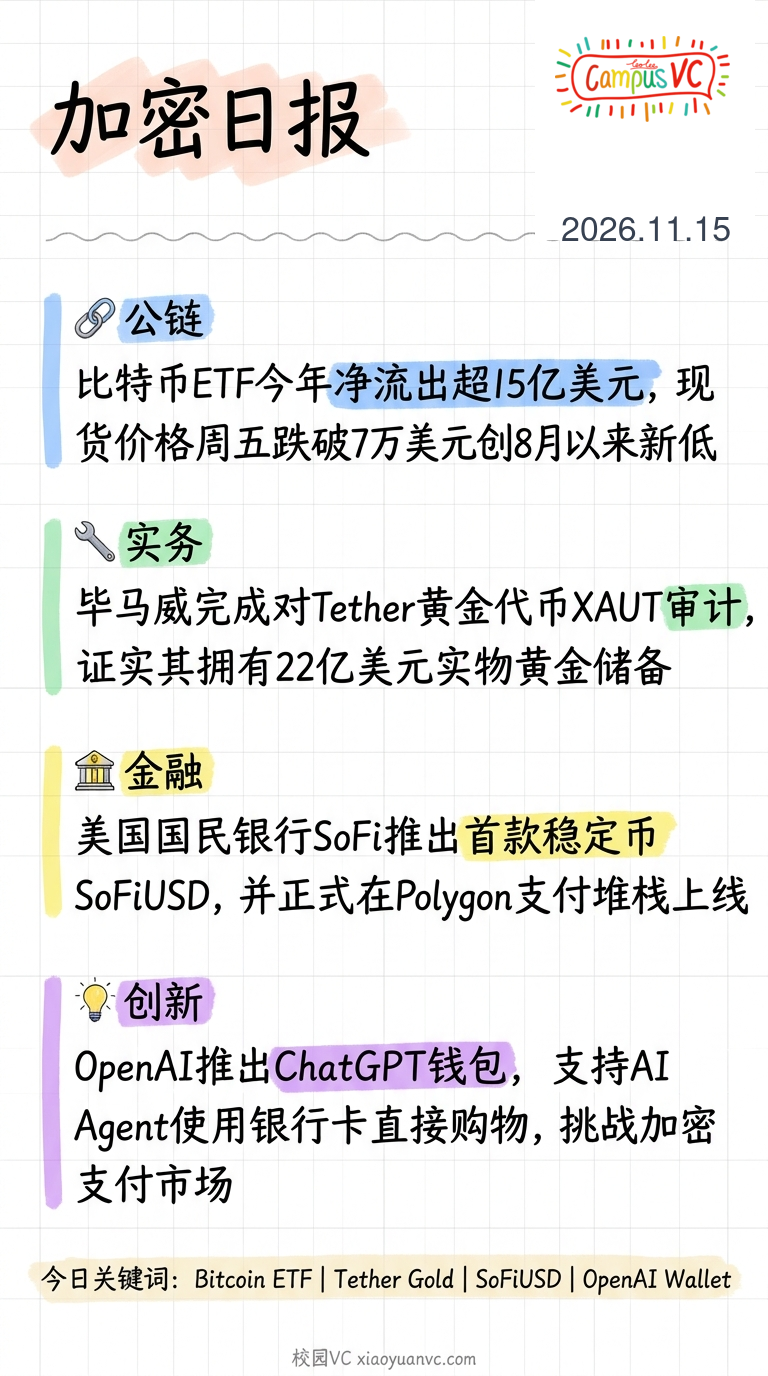 加密日报
leolee
Campus VC
2026.11.15
公链
比特币ETF今年净流出超15亿美元，现
货价格周五跌破7万美元创8月以来新低
实务
毕马威完成对Tether黄金代币XAUT审计，
证实其拥有22亿美元实物黄金储备
金融
美国国民银行SoFi推出首款稳定币
SoFiUSD，并正式在Polygon支付堆栈上线
创新
OpenAI推出ChatGPT钱包，支持AI
Agent使用银行卡直接购物，挑战加密
支付市场
今日关键词：Bitcoin ETF | Tether Gold | SoFiUSD | OpenAI Wallet
校园VC xiaoyuanvc.com